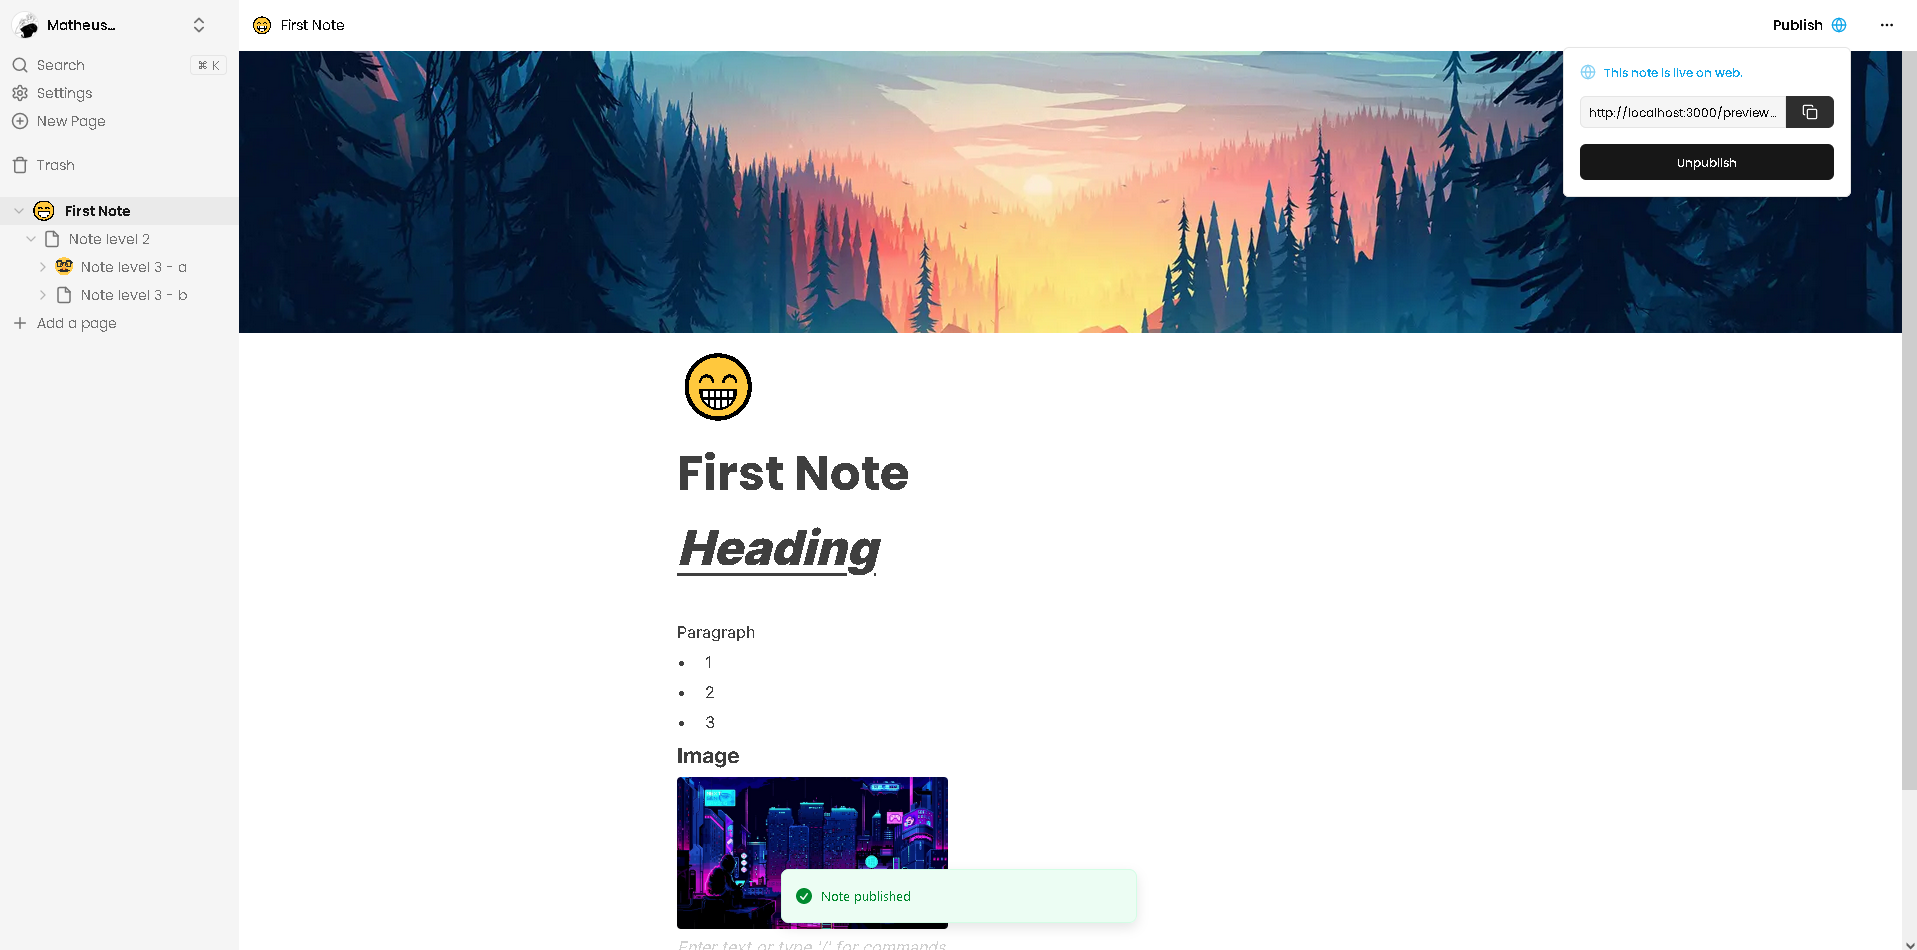 Matheus...
Search
⌘ K
Settings
New Page
Trash
First Note
Note level 2
Note level 3 - a
Note level 3 - b
Add a page
First Note
Publish
This note is live on web.
http://localhost:3000/preview...
Unpublish
First Note
Heading
Paragraph
• 1
• 2
• 3
Image
Note published
Enter text or type '/' for commands